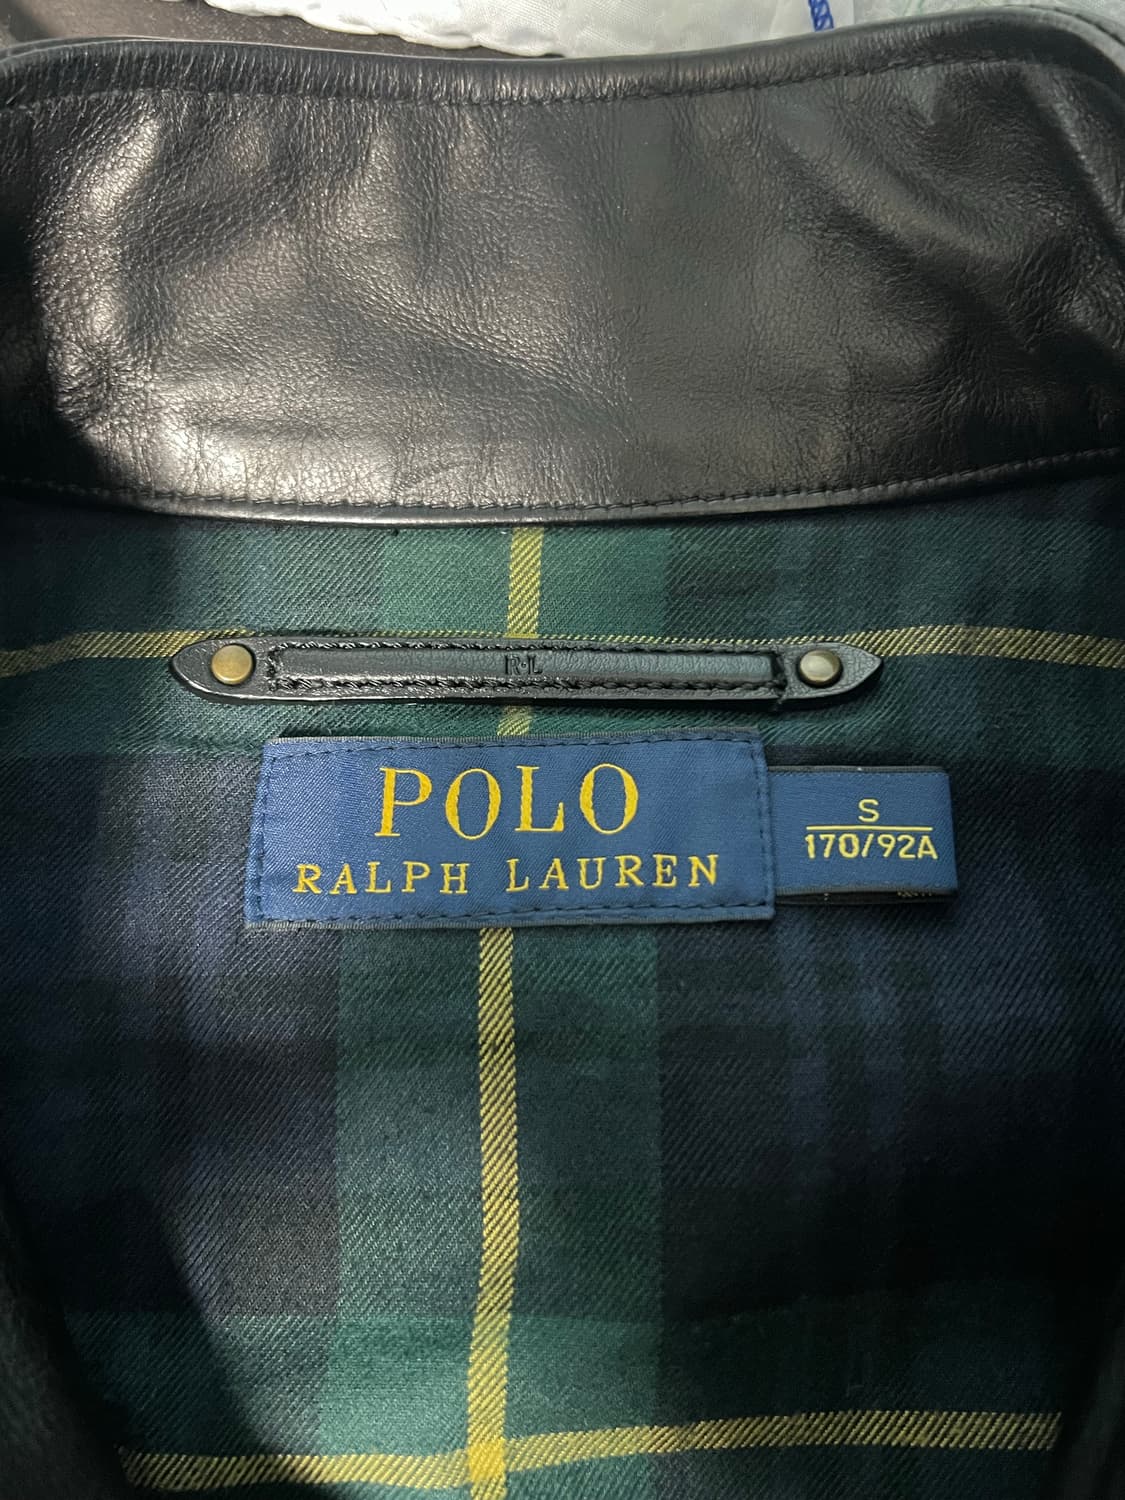 R·L
POLO
RALPH LAUREN
S
170/92A